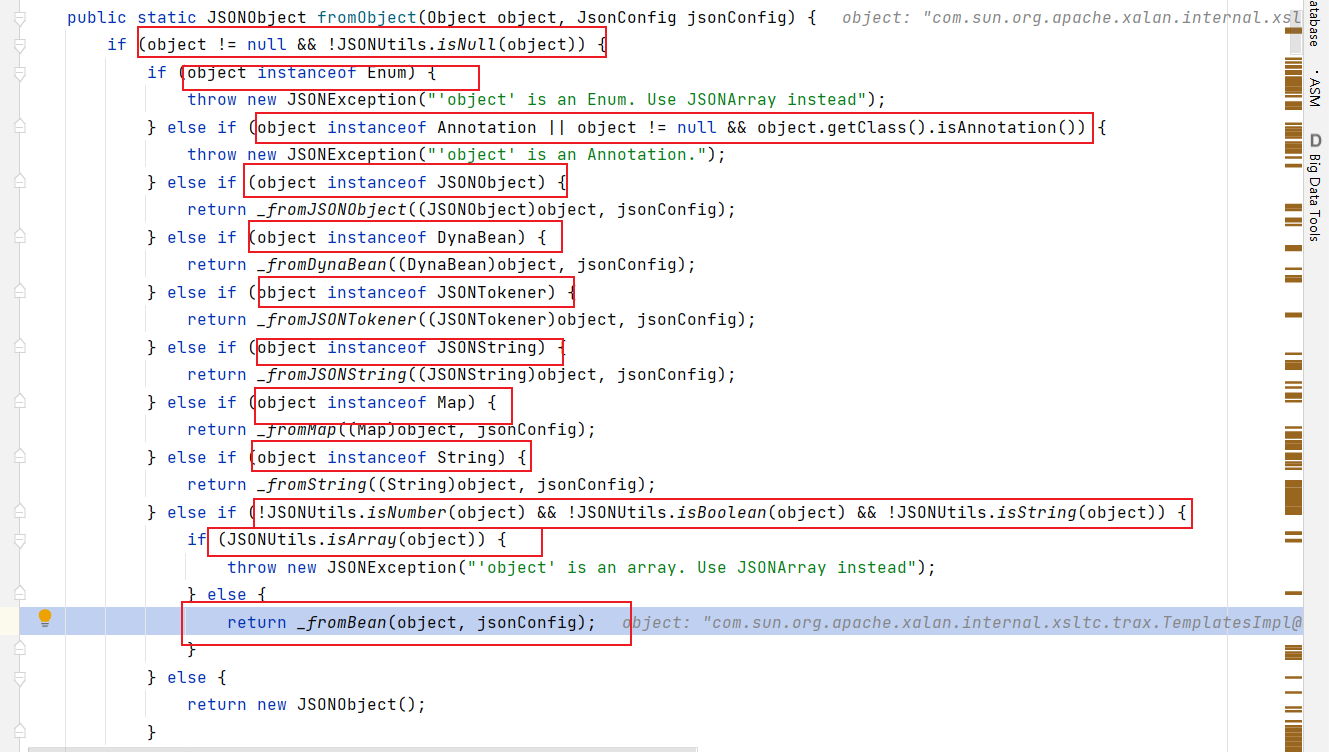 public static JSONObject fromObject(Object object, JsonConfig jsonConfig) {   object: "com.sun.org.apache.xalan.internal.xsl
if (object != null && !JSONUtils.isNull(object)) {
if (object instanceof Enum) {
throw new JSONException("'object' is an Enum. Use JSONArray instead");
} else if (object instanceof Annotation || object != null && object.getClass().isAnnotation()) {
throw new JSONException("'object' is an Annotation.");
} else if (object instanceof JSONObject) {
return _fromJSONObject((JSONObject)object, jsonConfig);
} else if (object instanceof DynaBean) {
return _fromDynaBean((DynaBean)object, jsonConfig);
} else if (object instanceof JSONTokener) {
return _fromJSONTokener((JSONTokener)object, jsonConfig);
} else if (object instanceof JSONString) {
return _fromJSONString((JSONString)object, jsonConfig);
} else if (object instanceof Map) {
return _fromMap((Map)object, jsonConfig);
} else if (object instanceof String) {
return _fromString((String)object, jsonConfig);
} else if (!JSONUtils.isNumber(object) && !JSONUtils.isBoolean(object) && !JSONUtils.isString(object)) {
if (JSONUtils.isArray(object)) {
throw new JSONException("'object' is an array. Use JSONArray instead");
} else {
return _fromBean(object, jsonConfig);   object: "com.sun.org.apache.xalan.internal.xsltc.trax.TemplatesImpl@
}
} else {
return new JSONObject();
}
atabase
ASM
D Big Data Tools